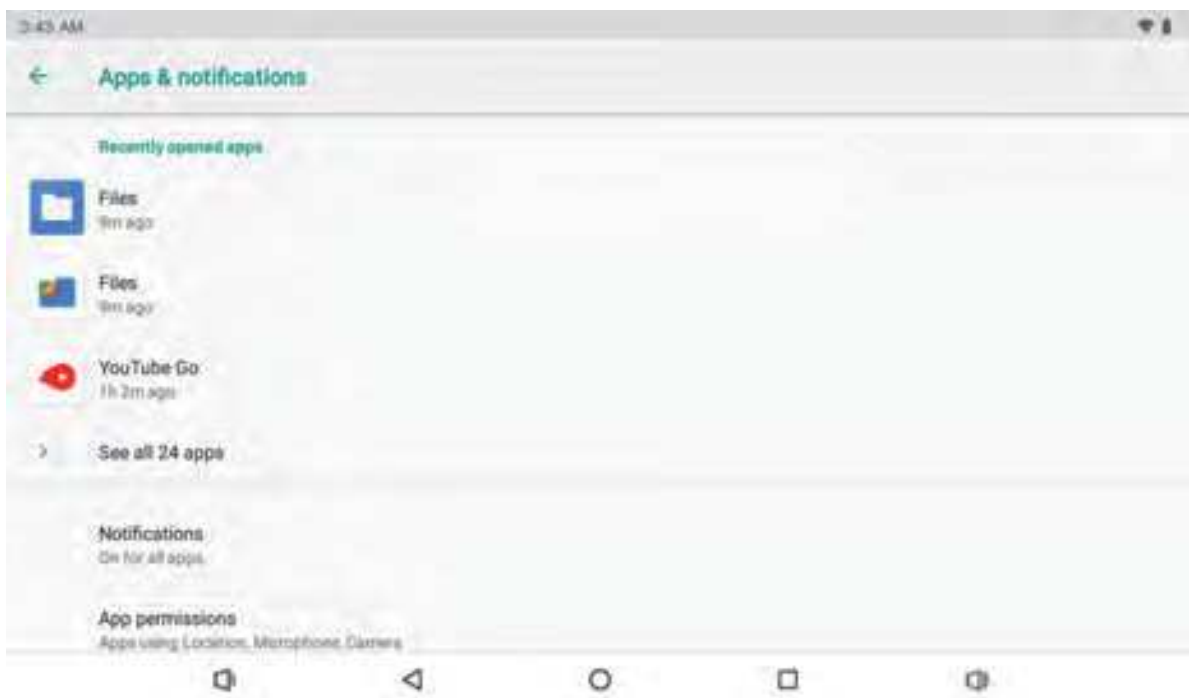 3:43 AM
Apps & notifications
Recently opened apps
Files
9m ago
Files
9m ago
YouTube Go
1h 2m ago
See all 24 apps
Notifications
On for all apps
App permissions
Apps using Location, Microphone, Camera